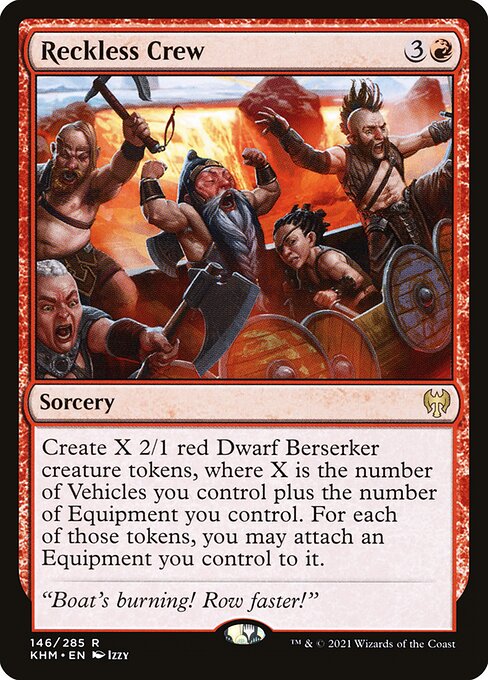 Reckless Crew 3
Sorcery
Create X 2/1 red Dwarf Berserker
creature tokens, where X is the number
of Vehicles you control plus the number
of Equipment you control. For each
of those tokens, you may attach an
Equipment you control to it.
“Boat’s burning! Row faster!”
146/285 R
KHM • EN Izzy
™ & © 2021 Wizards of the Coast